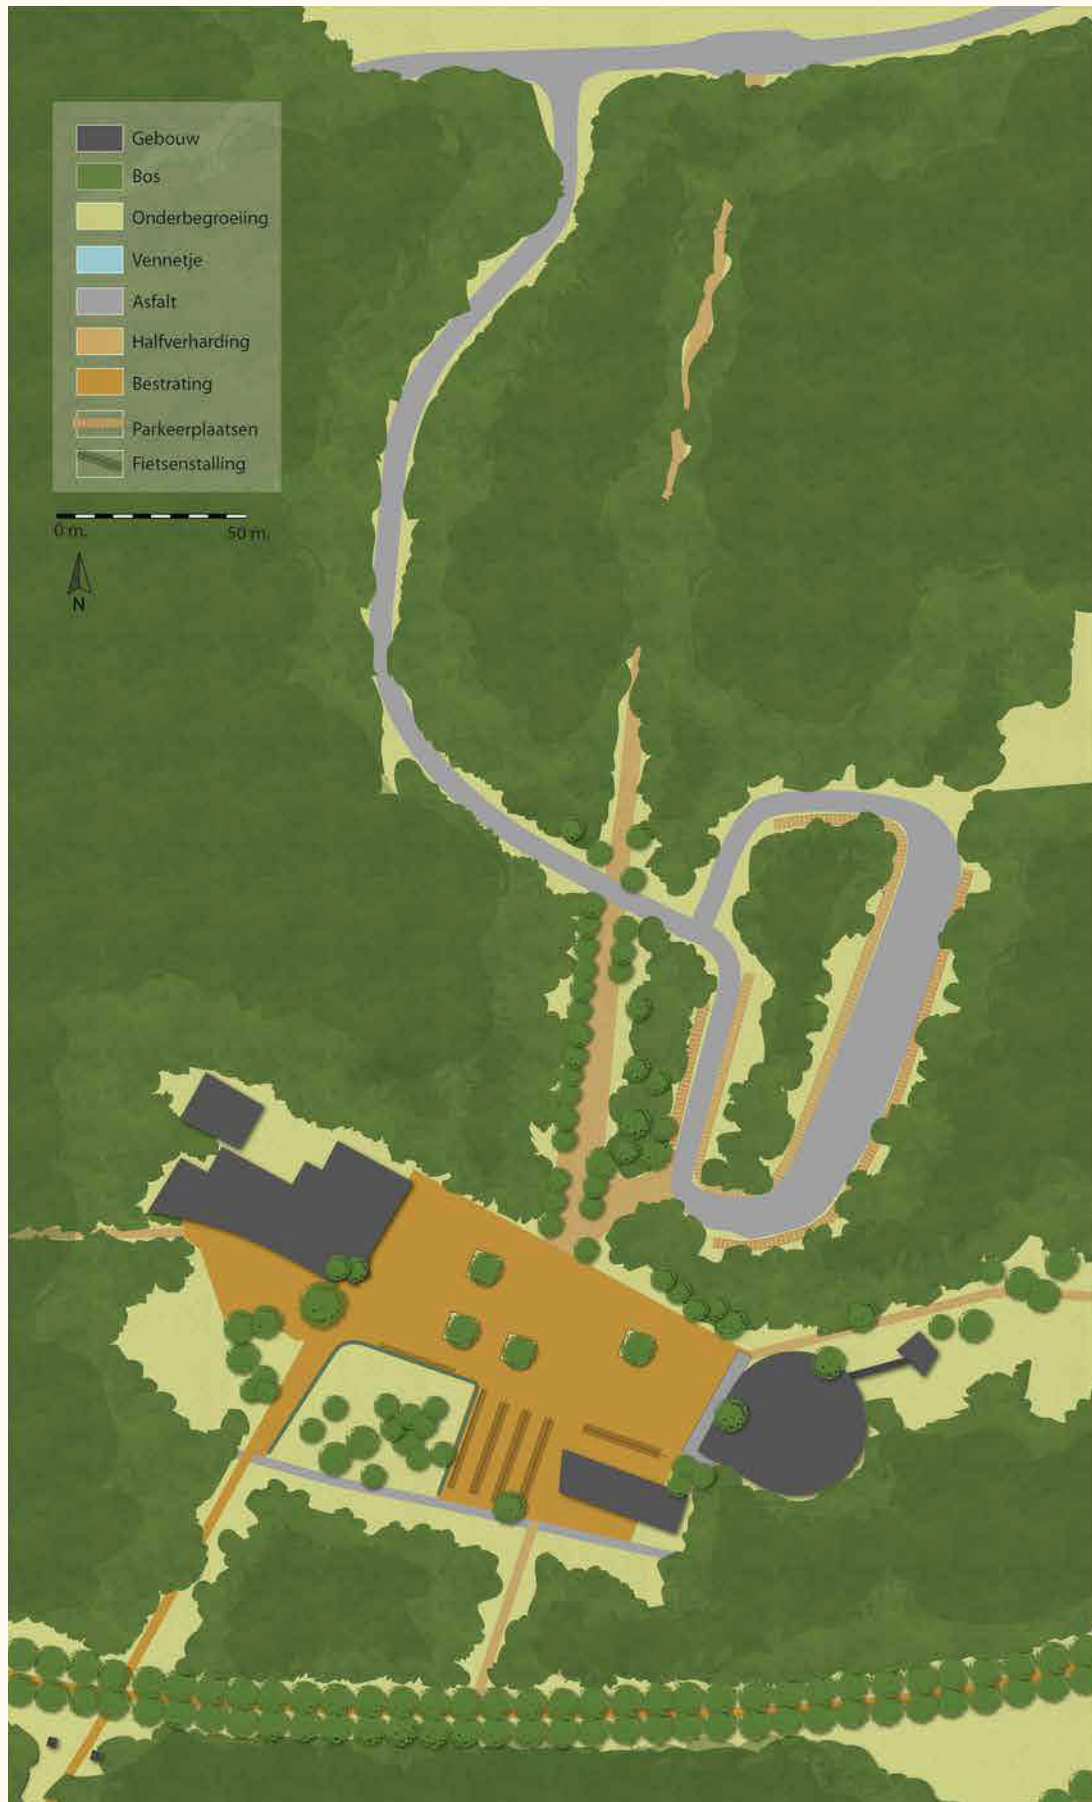 Gebouw
Bos
Onderbegroeiing
Vennetje
Asfalt
Halfverharding
Bestrating
Parkeerplaatsen
Fietsenstalling
0 m. 50 m.
N